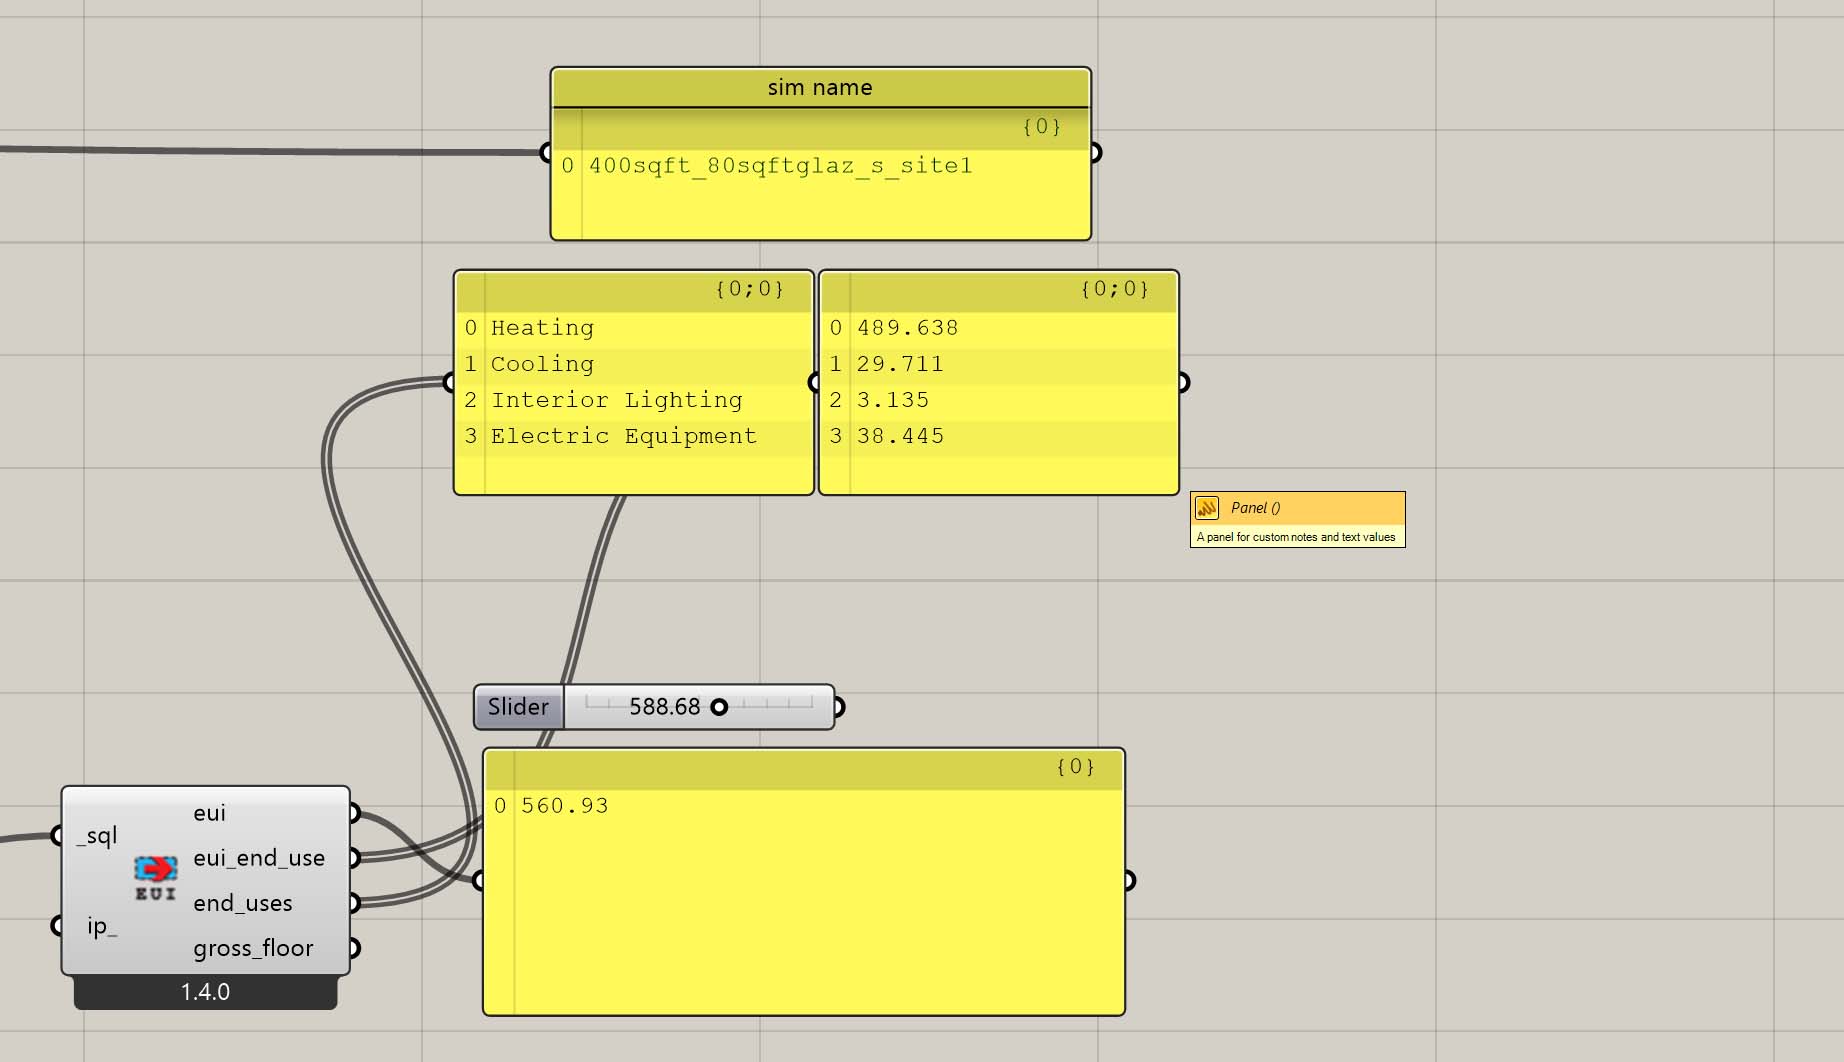 sim name
{0}
0 400sqft_80sqftglaz_s_site1
{0;0}
0 Heating
1 Cooling
2 Interior Lighting
3 Electric Equipment
{0;0}
0 489.638
1 29.711
2 3.135
3 38.445
Panel ()
A panel for custom notes and text values
Slider 588.68
{0}
0 560.93
_sql
ip_
EUI
eui
eui_end_use
end_uses
gross_floor
1.4.0